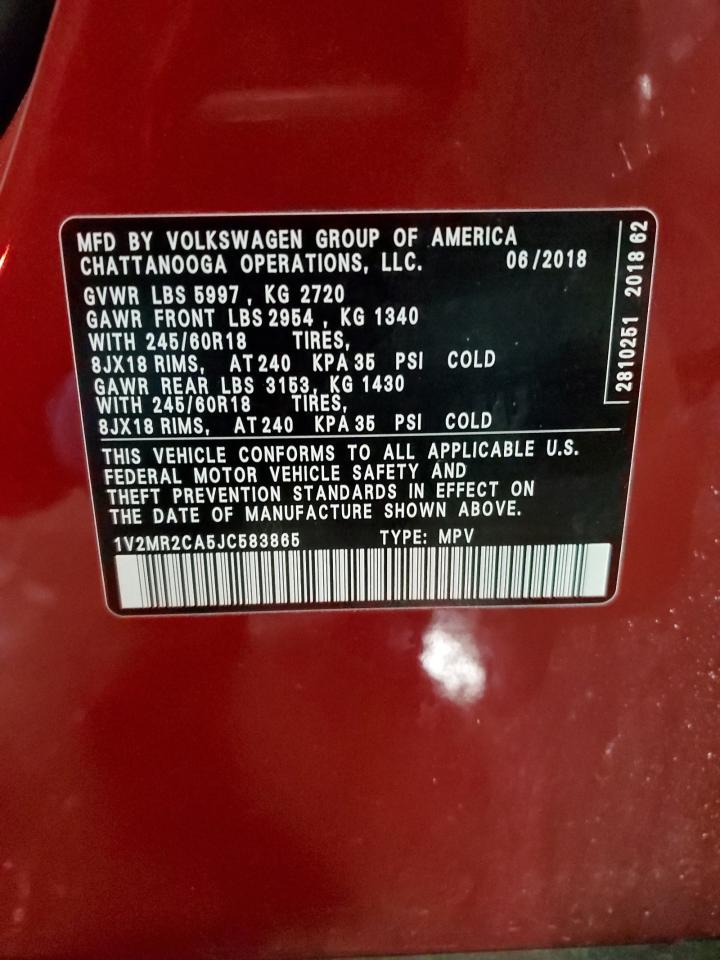 MFD BY VOLKSWAGEN GROUP OF AMERICA
CHATTANOOGA OPERATIONS, LLC. 06/2018
GVWR LBS 5997, KG 2720
GAWR FRONT LBS 2954, KG 1340
WITH 245/60R18 TIRES,
8JX18 RIMS, AT 240 KPA 35 PSI COLD
GAWR REAR LBS 3153, KG 1430
WITH 245/60R18 TIRES,
8JX18 RIMS, AT 240 KPA 35 PSI COLD
THIS VEHICLE CONFORMS TO ALL APPLICABLE U.S.
FEDERAL MOTOR VEHICLE SAFETY AND
THEFT PREVENTION STANDARDS IN EFFECT ON
THE DATE OF MANUFACTURE SHOWN ABOVE.
1V2MR2CA5JC583865 TYPE: MPV
2810251 2018 62